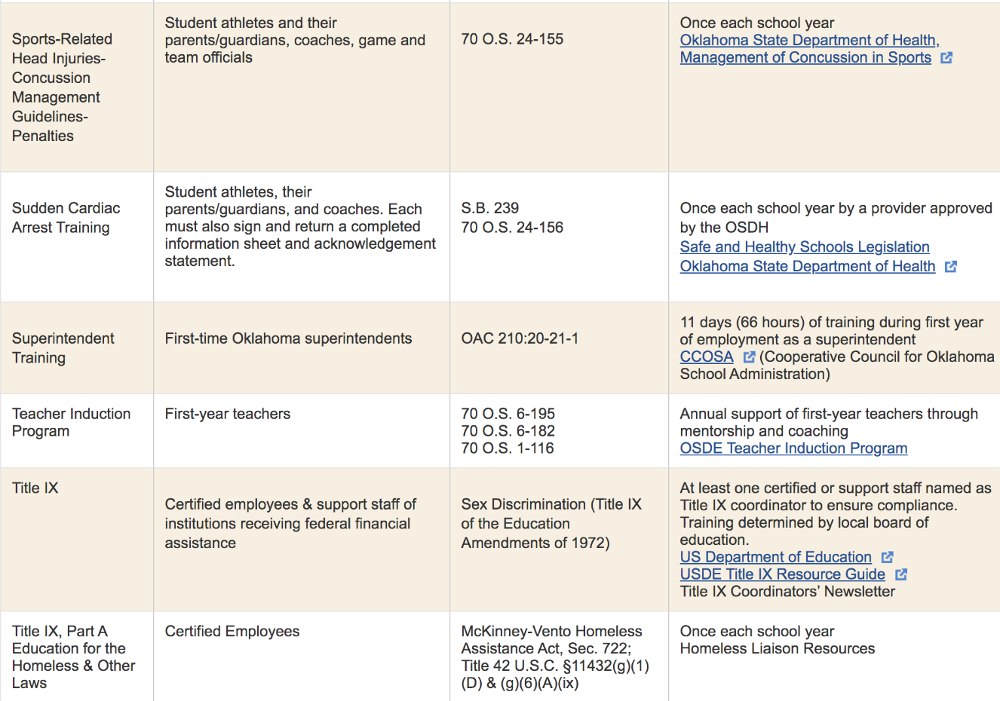 Sports-Related
Head Injuries-
Concussion
Management
Guidelines-
Penalties
Student athletes and their
parents/guardians, coaches, game and
team officials
70 O.S. 24-155
Once each school year
Oklahoma State Department of Health,
Management of Concussion in Sports
Sudden Cardiac
Arrest Training
Student athletes, their
parents/guardians, and coaches. Each
must also sign and return a completed
information sheet and acknowledgement
statement.
S.B. 239
70 O.S. 24-156
Once each school year by a provider approved
by the OSDH
Safe and Healthy Schools Legislation
Oklahoma State Department of Health
Superintendent
Training
First-time Oklahoma superintendents
OAC 210:20-21-1
11 days (66 hours) of training during first year
of employment as a superintendent
CCOSA (Cooperative Council for Oklahoma
School Administration)
Teacher Induction
Program
First-year teachers
70 O.S. 6-195
70 O.S. 6-182
70 O.S. 1-116
Annual support of first-year teachers through
mentorship and coaching
OSDE Teacher Induction Program
Title IX
Certified employees & support staff of
institutions receiving federal financial
assistance
Sex Discrimination (Title IX
of the Education
Amendments of 1972)
At least one certified or support staff named as
Title IX coordinator to ensure compliance.
Training determined by local board of
education.
US Department of Education
USDE Title IX Resource Guide
Title IX Coordinators' Newsletter
Title IX, Part A
Education for the
Homeless & Other
Laws
Certified Employees
McKinney-Vento Homeless
Assistance Act, Sec. 722;
Title 42 U.S.C. §11432(g)(1)
(D) & (g)(6)(A)(ix)
Once each school year
Homeless Liaison Resources